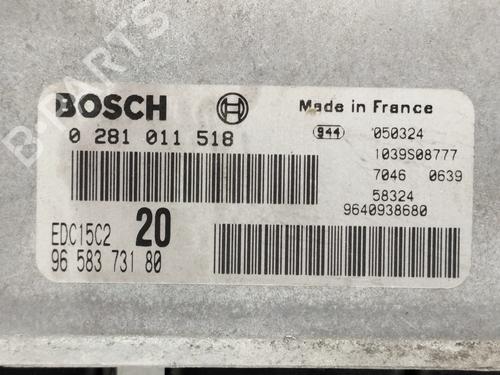 BOSCH
Made in France
0 281 011 518
944 050324
1039S08777
7046 0639
58324
9640938680
EDC15C2 20
96 583 731 80
B-PARTS